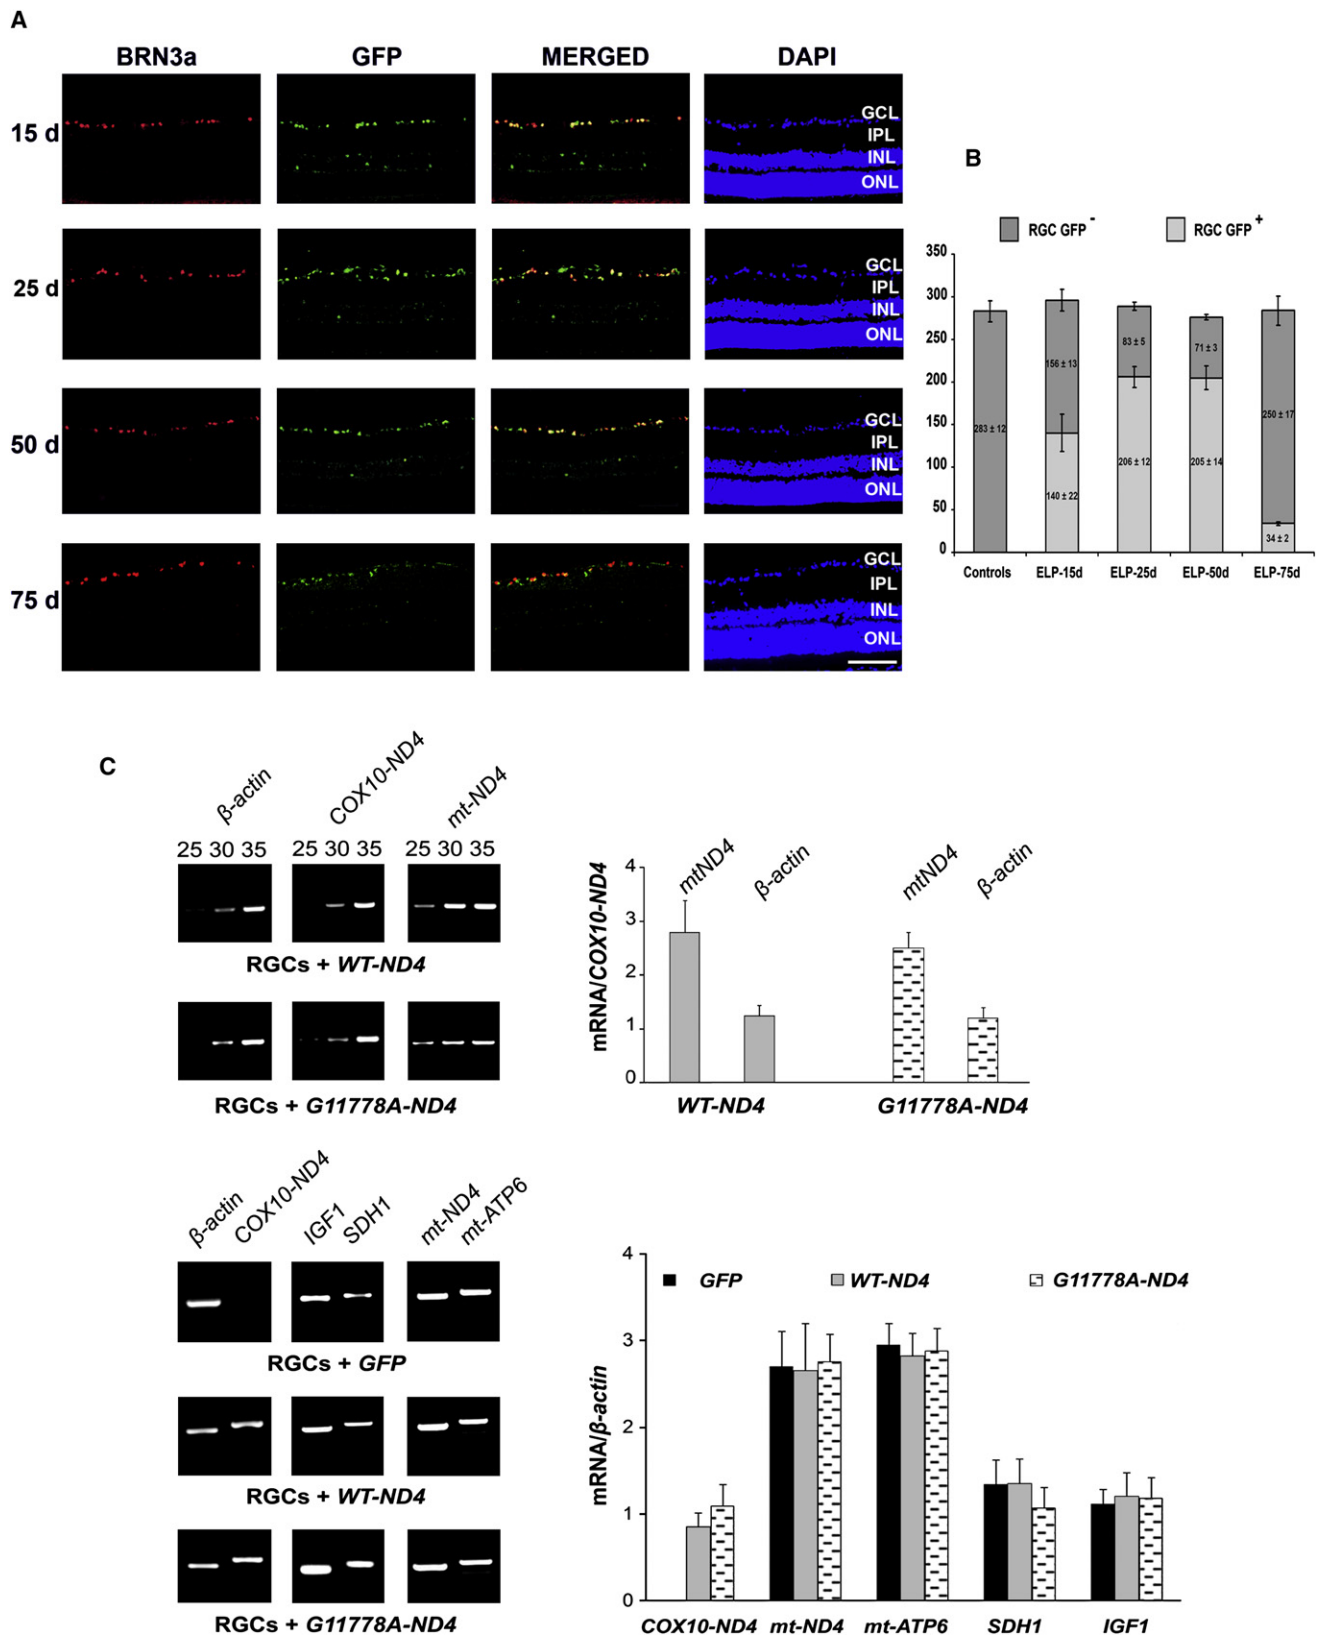 A
BRN3a GFP MERGED DAPI
15 d
GCL
IPL
INL
ONL
25 d
GCL
IPL
INL
ONL
50 d
GCL
IPL
INL
ONL
75 d
GCL
IPL
INL
ONL
B
RGC GFP - RGC GFP +
350
300
250
200
150
100
50
0
283 ± 12
156 ± 13
140 ± 22
83 ± 5
206 ± 12
71 ± 3
205 ± 14
250 ± 17
34 ± 2
Controls ELP-15d ELP-25d ELP-50d ELP-75d
C
β-actin COX10-ND4 mt-ND4
25 30 35 25 30 35 25 30 35
RGCs + WT-ND4
RGCs + G11778A-ND4
mRNA/COX10-ND4
4
3
2
1
0
mtND4 β-actin mtND4 β-actin
WT-ND4 G11778A-ND4
β-actin COX10-ND4 IGF1 SDH1 mt-ND4 mt-ATP6
RGCs + GFP
RGCs + WT-ND4
RGCs + G11778A-ND4
mRNA/β-actin
4
3
2
1
0
GFP WT-ND4 G11778A-ND4
COX10-ND4 mt-ND4 mt-ATP6 SDH1 IGF1